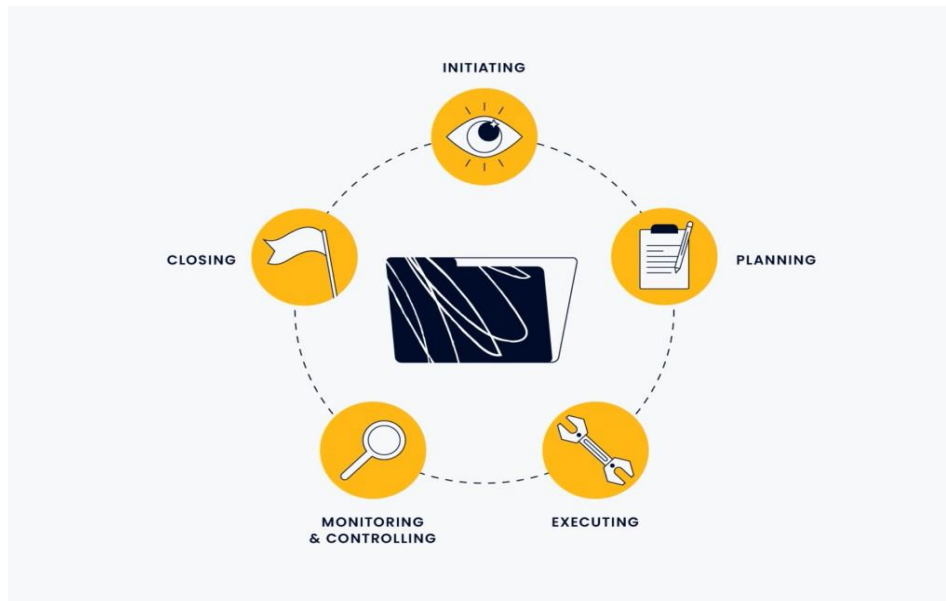 INITIATING
PLANNING
EXECUTING
MONITORING
& CONTROLLING
CLOSING